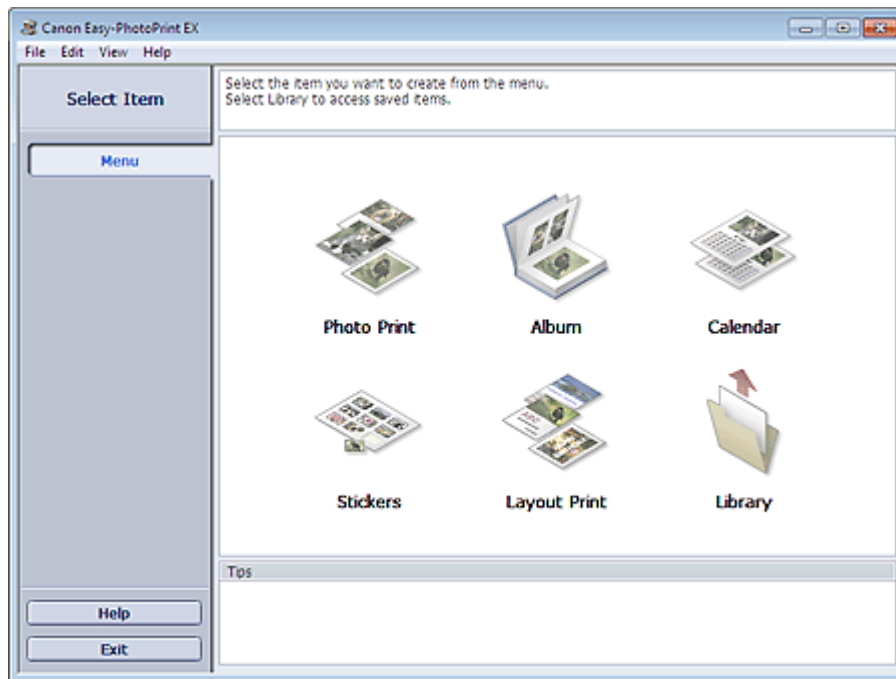 Canon Easy-PhotoPrint EX
File Edit View Help
Select Item
Select the item you want to create from the menu.
Select Library to access saved items.
Menu
Photo Print
Album
Calendar
Stickers
Layout Print
Library
Tips
Help
Exit